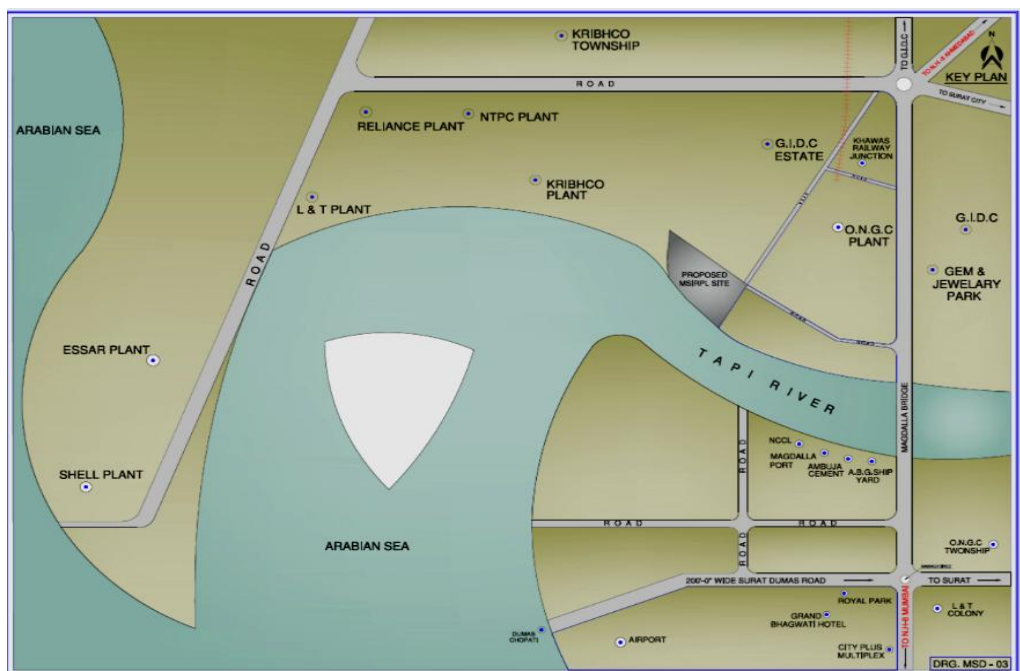 KRIBHCO
TOWNSHIP
TO G.I.D.C
TO N.H-8 AHMEDABAD
N
KEY PLAN
ROAD
TO SURAT CITY
ARABIAN SEA
RELIANCE PLANT
NTPC PLANT
G.I.D.C
ESTATE
KHAWAS
RAILWAY
JUNCTION
ROAD
KRIBHCO
PLANT
L & T PLANT
ROAD
O.N.G.C
PLANT
G.I.D.C
ROAD
PROPOSED
MSIRPL SITE
GEM &
JEWELARY
PARK
ROAD
ROAD
ESSAR PLANT
TAPI RIVER
MAGDALLA BRIDGE
SHELL PLANT
NCCL
MAGDALLA
PORT
AMBUJA
CEMENT
A.B.G.SHIP
YARD
ROAD
ROAD
ROAD
ROAD
ARABIAN SEA
O.N.G.C
TWONSHIP
200'-0" WIDE SURAT DUMAS ROAD
TO SURAT
ROYAL PARK
TO N.H-8 MUMBAI
L & T
COLONY
GRAND
BHAGWATI HOTEL
DUMAS
CHOPATI
AIRPORT
CITY PLUS
MULTIPLEX
DRG. MSD - 03